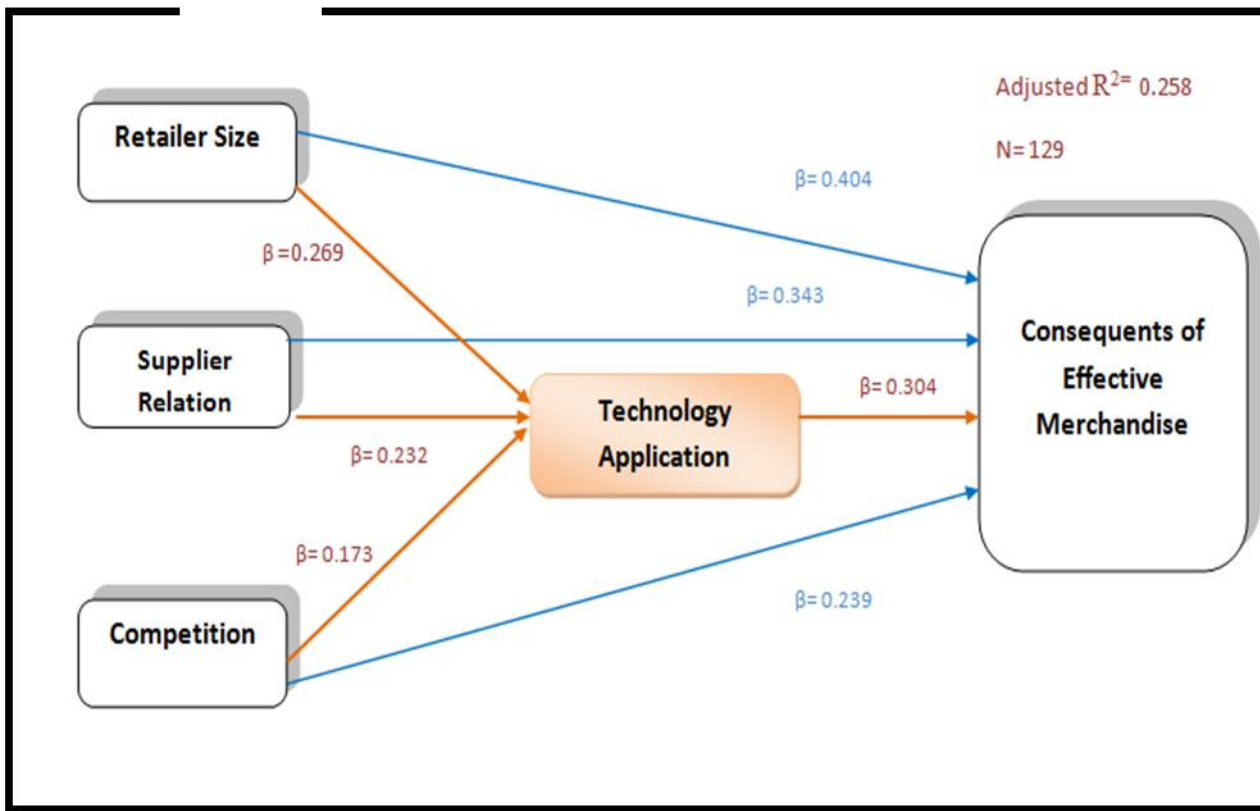 Adjusted R²= 0.258
N= 129
Retailer Size
β= 0.404
β =0.269
β= 0.343
Supplier
Relation
Consequents of
Effective
Merchandise
β= 0.304
Technology
Application
β= 0.232
β= 0.173
β= 0.239
Competition